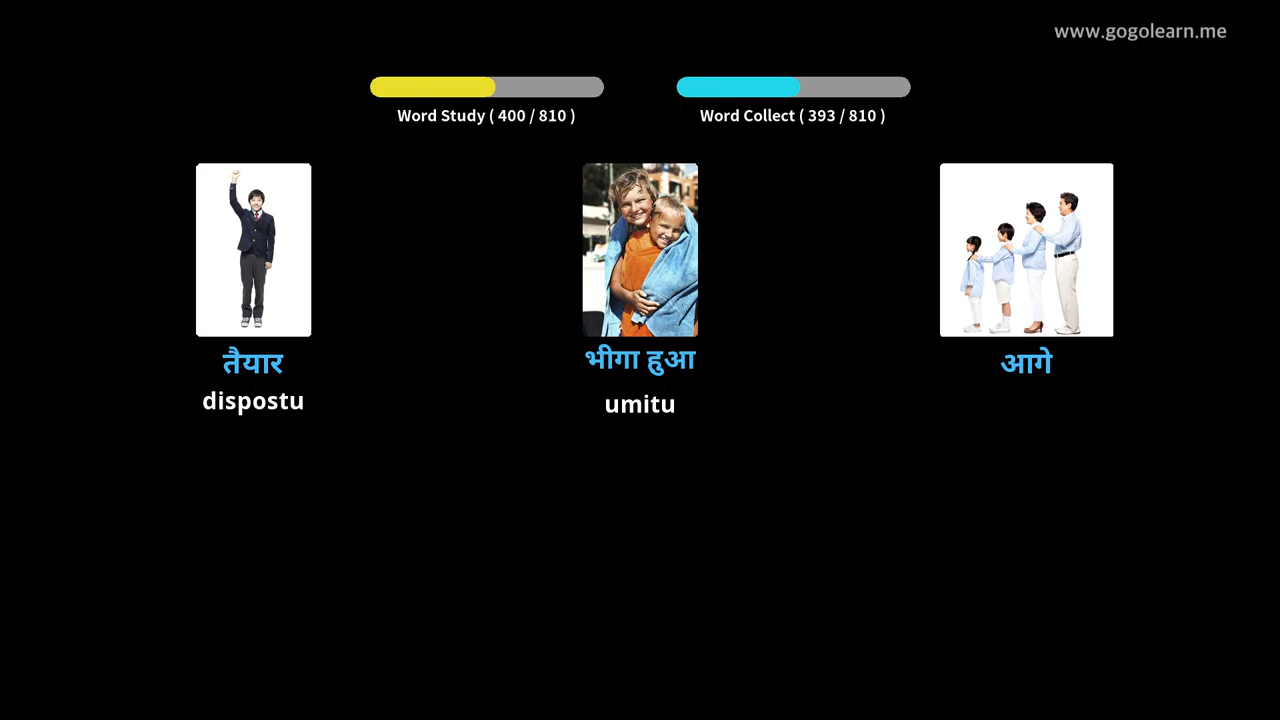 www.gogolearn.me
Word Study ( 400 / 810 )
Word Collect ( 393 / 810 )
तैयार
dispostu
भीगा हुआ
umitu
आगे